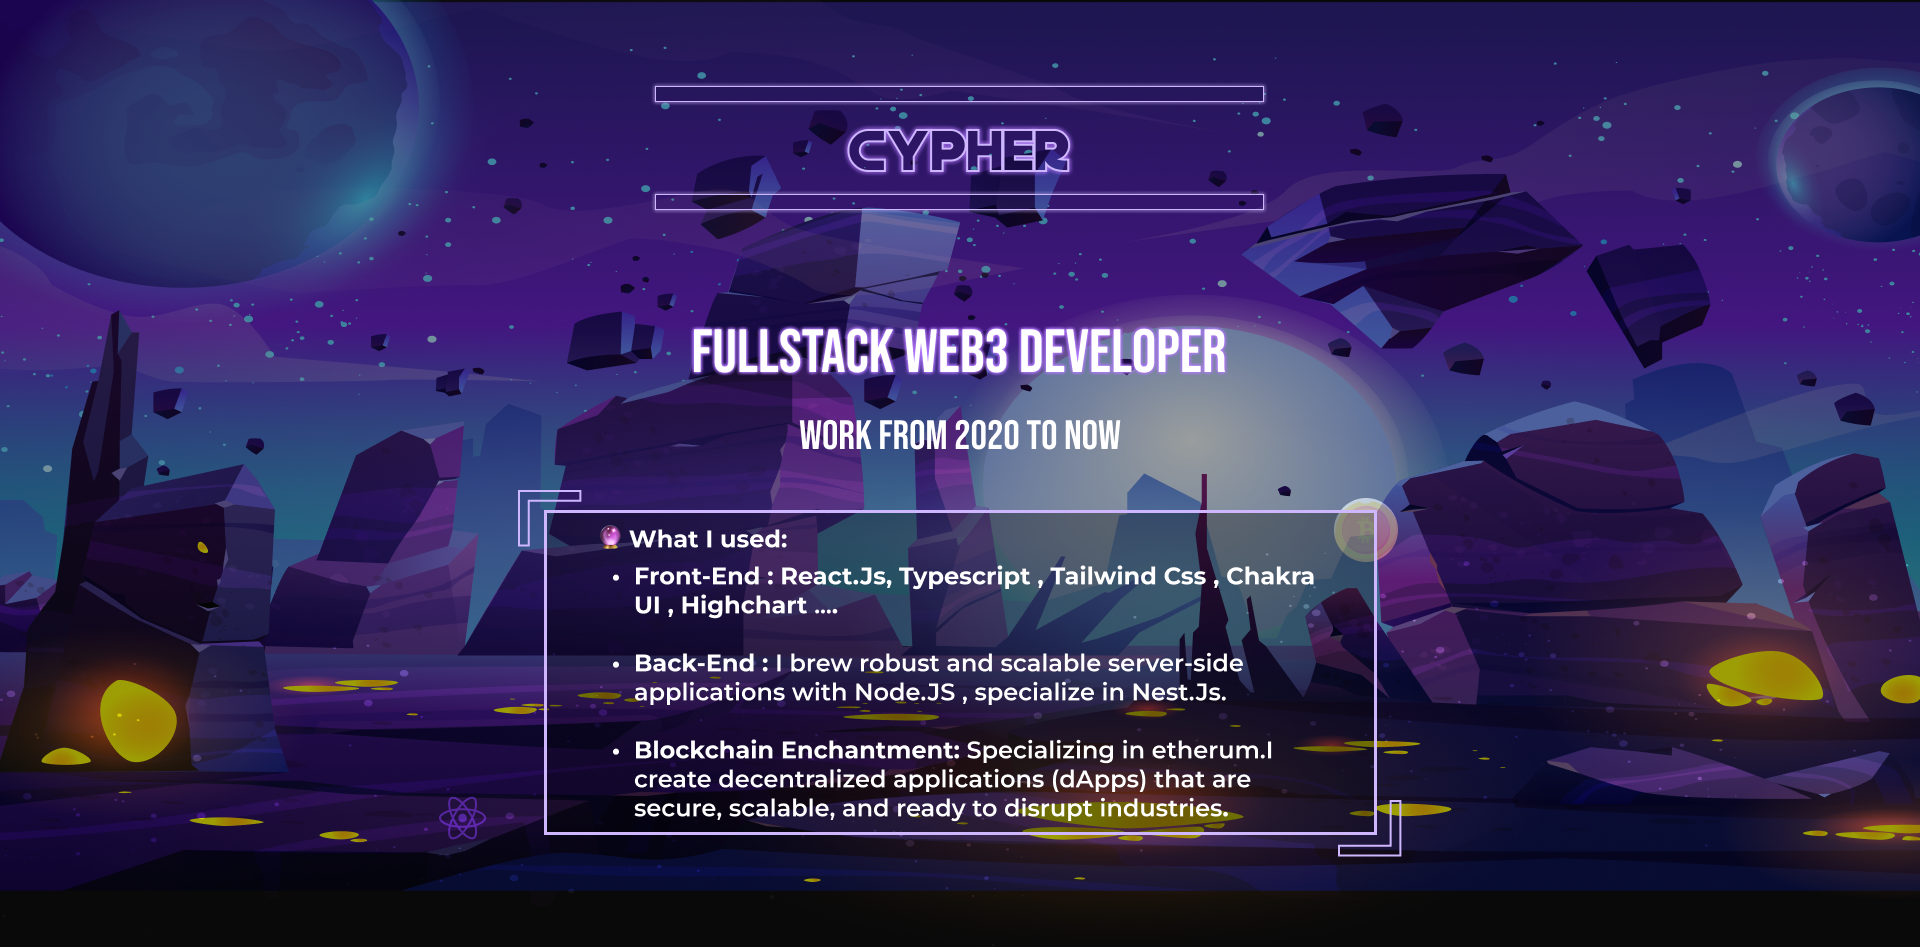 CYPHER
FULLSTACK WEB3 DEVELOPER
WORK FROM 2020 TO NOW
🔮 What I used:
• Front-End : React.Js, Typescript , Tailwind Css , Chakra
UI , Highchart ....
• Back-End : I brew robust and scalable server-side
applications with Node.JS , specialize in Nest.Js.
• Blockchain Enchantment: Specializing in etherum.I
create decentralized applications (dApps) that are
secure, scalable, and ready to disrupt industries.